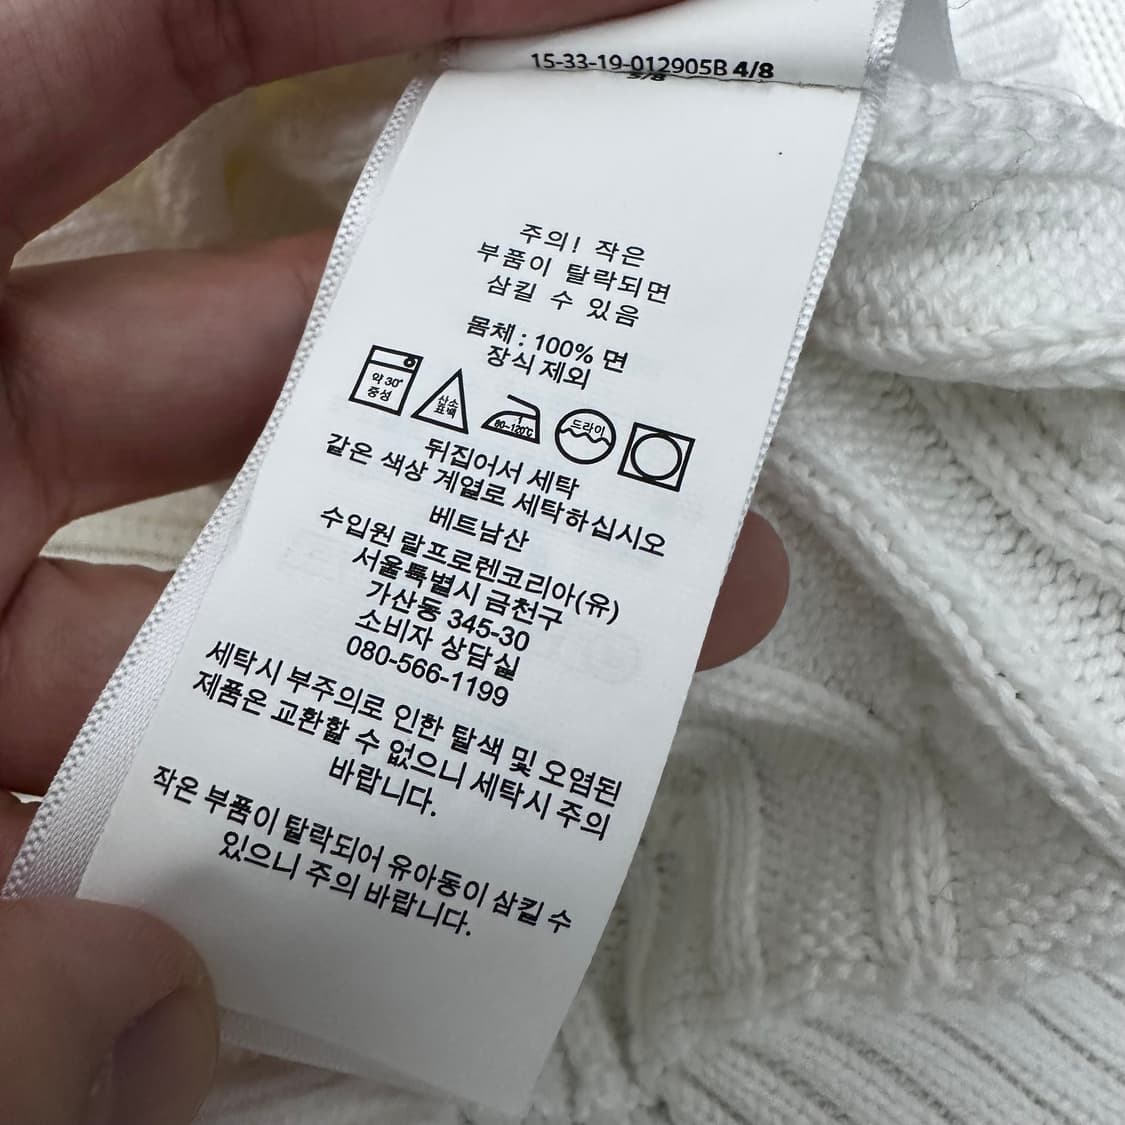 15-33-19-012905B 4/8
주의! 작은
부품이 탈락되면
삼킬 수 있음
몸체 : 100% 면
장식 제외
약 30°
중성
산소
표백
80~120℃
드라이
뒤집어서 세탁
같은 색상 계열로 세탁하십시오
베트남산
수입원 랄프로렌코리아(유)
서울특별시 금천구
가산동 345-30
소비자 상담실
080-566-1199
세탁시 부주의로 인한 탈색 및 오염된
제품은 교환할 수 없으니 세탁시 주의
바랍니다.
작은 부품이 탈락되어 유아동이 삼킬 수
있으니 주의 바랍니다.